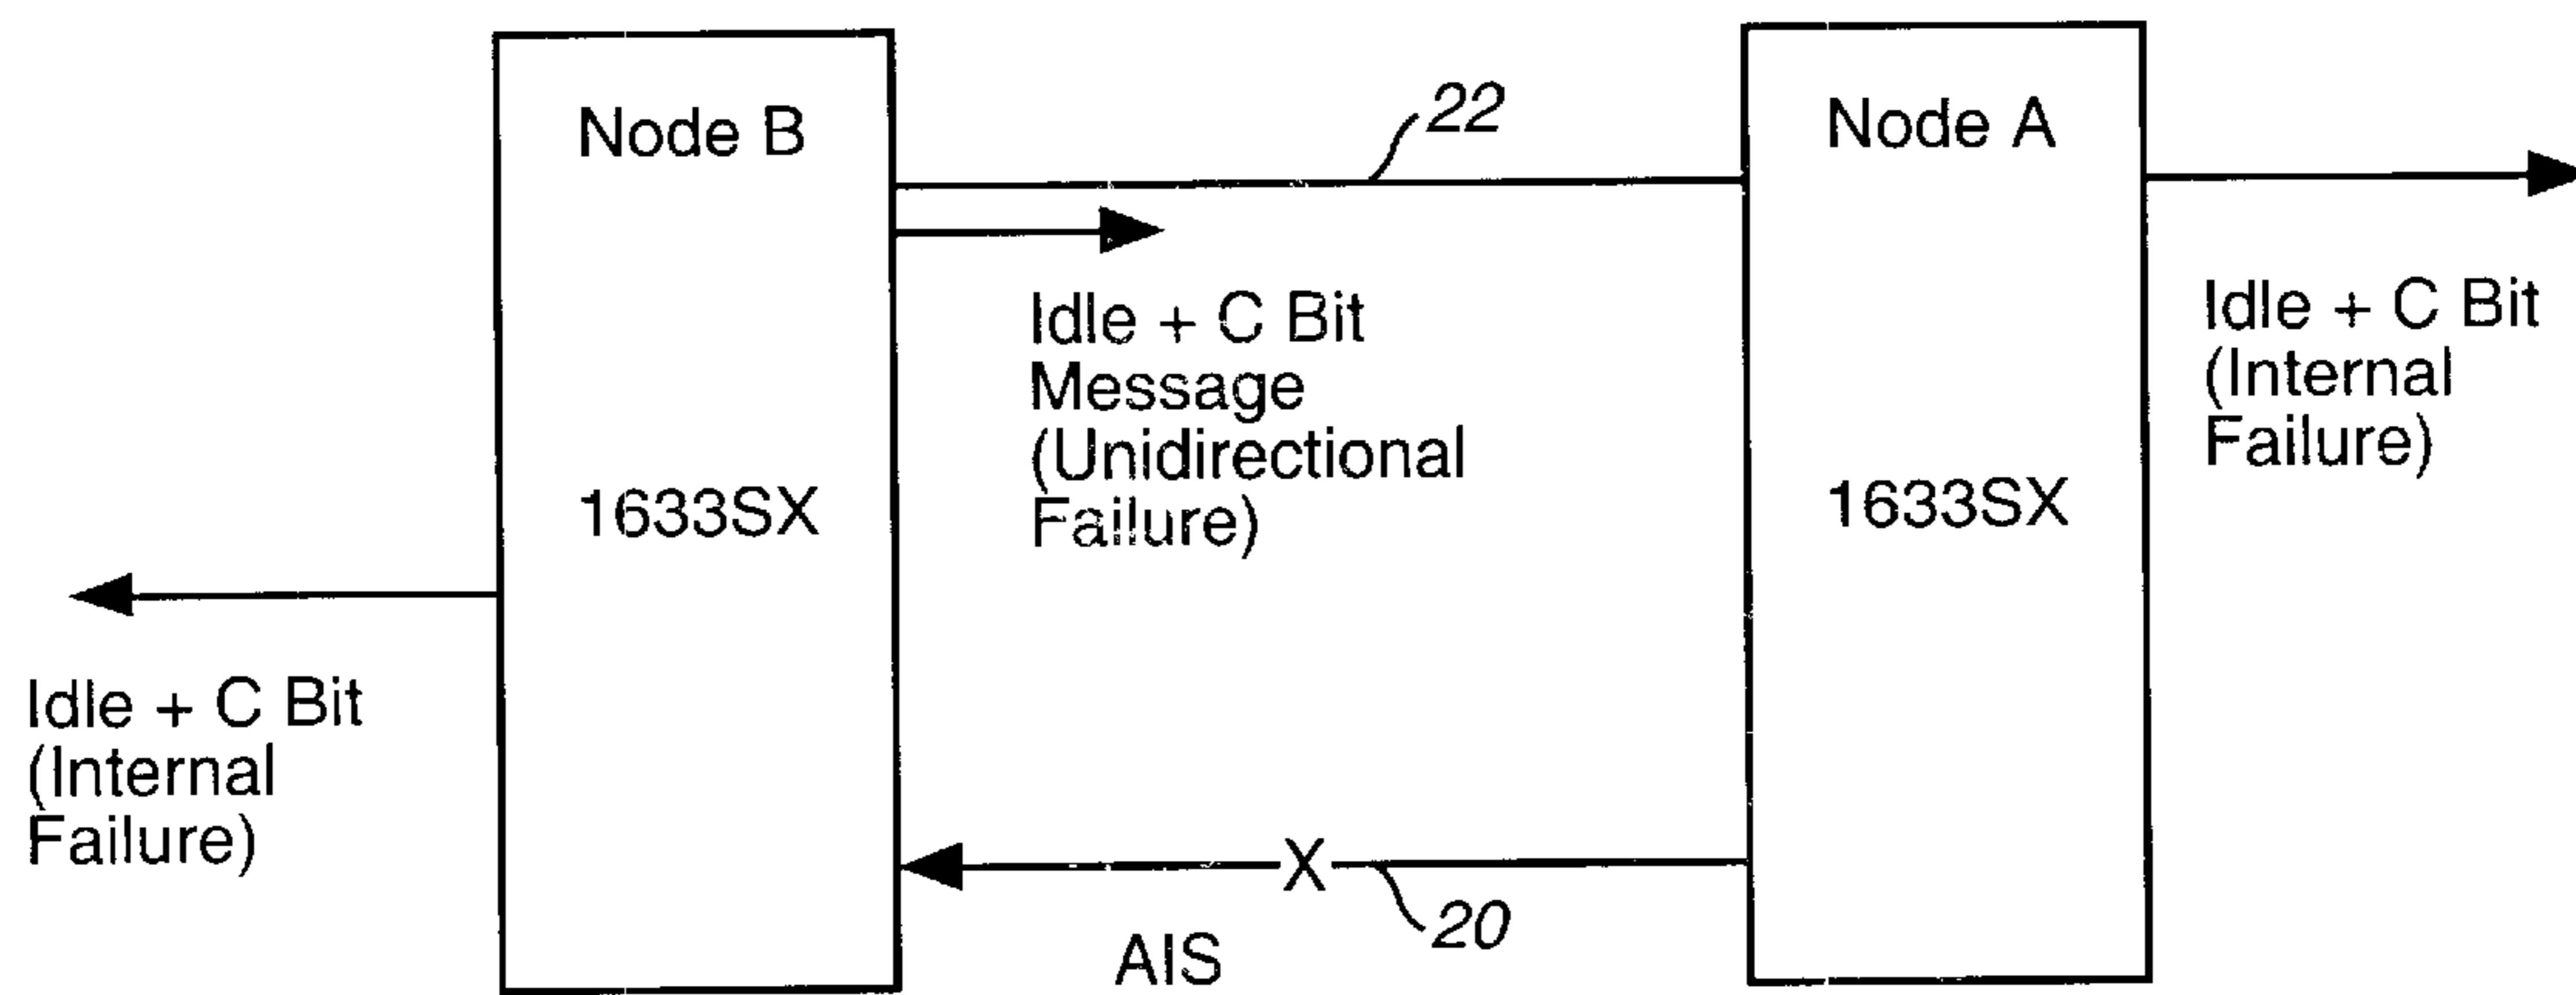 Node B
1633SX
22
Node A
1633SX
Idle + C Bit
Message
(Unidirectional
Failure)
Idle + C Bit
(Internal
Failure)
Idle + C Bit
(Internal
Failure)
X
20
AIS